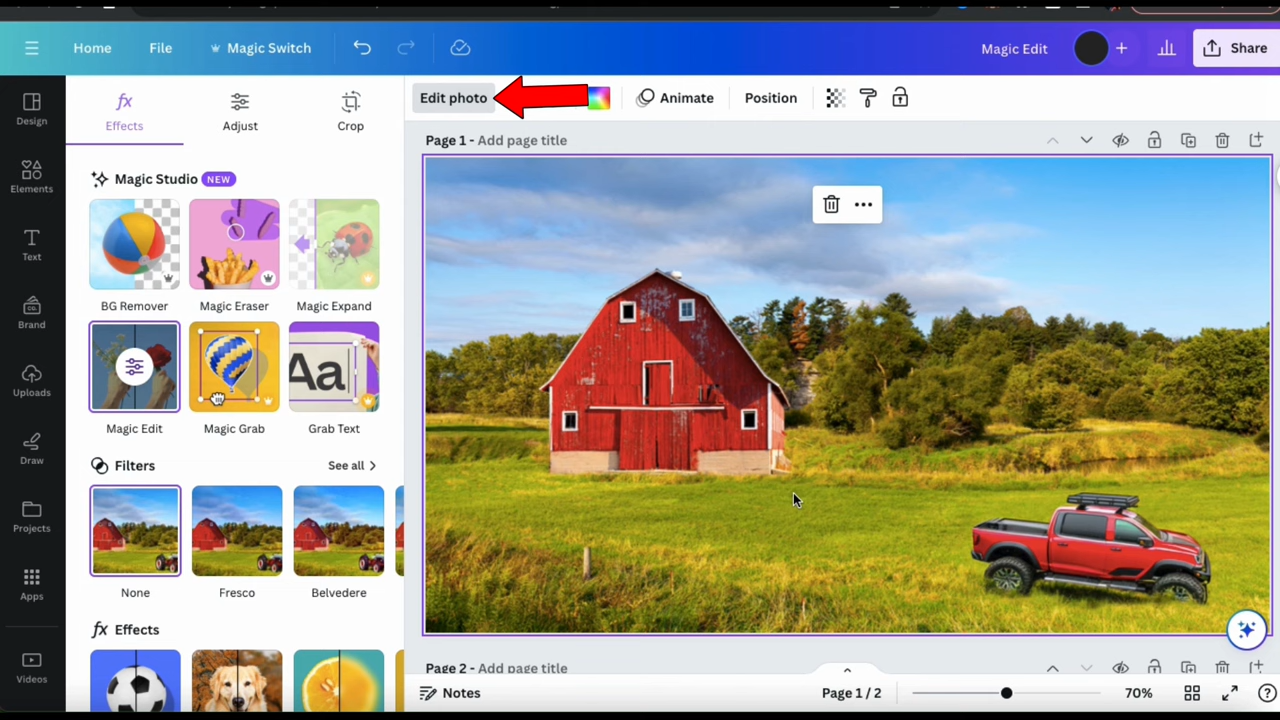 Home File Magic Switch Magic Edit Share
Design
Elements
Text
Brand
CO.
Uploads
Draw
Projects
Apps
Videos
fx
Effects Adjust Crop
Magic Studio NEW
BG Remover Magic Eraser Magic Expand
Aa
Magic Edit Magic Grab Grab Text
Filters See all
None Fresco Belvedere
fx Effects
Edit photo Animate Position
Page 1 - Add page title
Page 2 - Add page title
Notes Page 1 / 2 70%